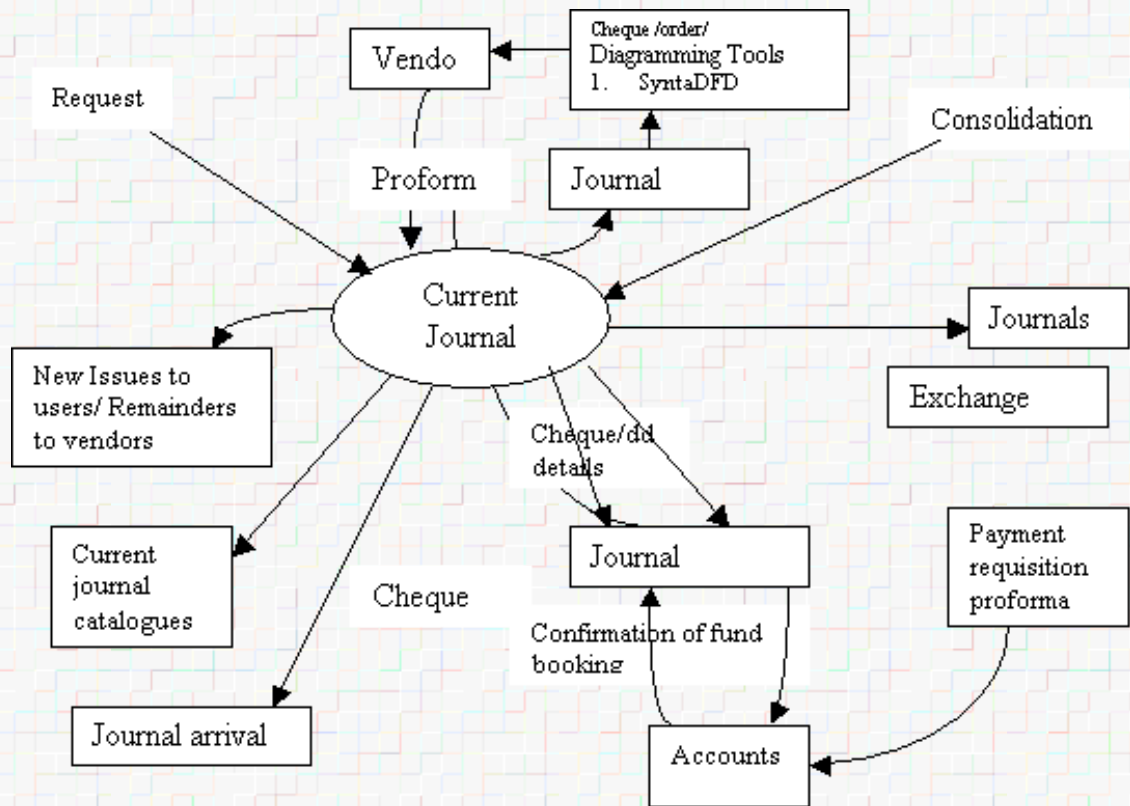 Cheque /order/
Diagramming Tools
1. SyntaDFD
Vendo
Request
Consolidation
Proform
Journal
Current
Journal
Journals
New Issues to
users/ Remainders
to vendors
Exchange
Cheque/dd
details
Current
journal
catalogues
Journal
Payment
requisition
proforma
Cheque
Confirmation of fund
booking
Journal arrival
Accounts